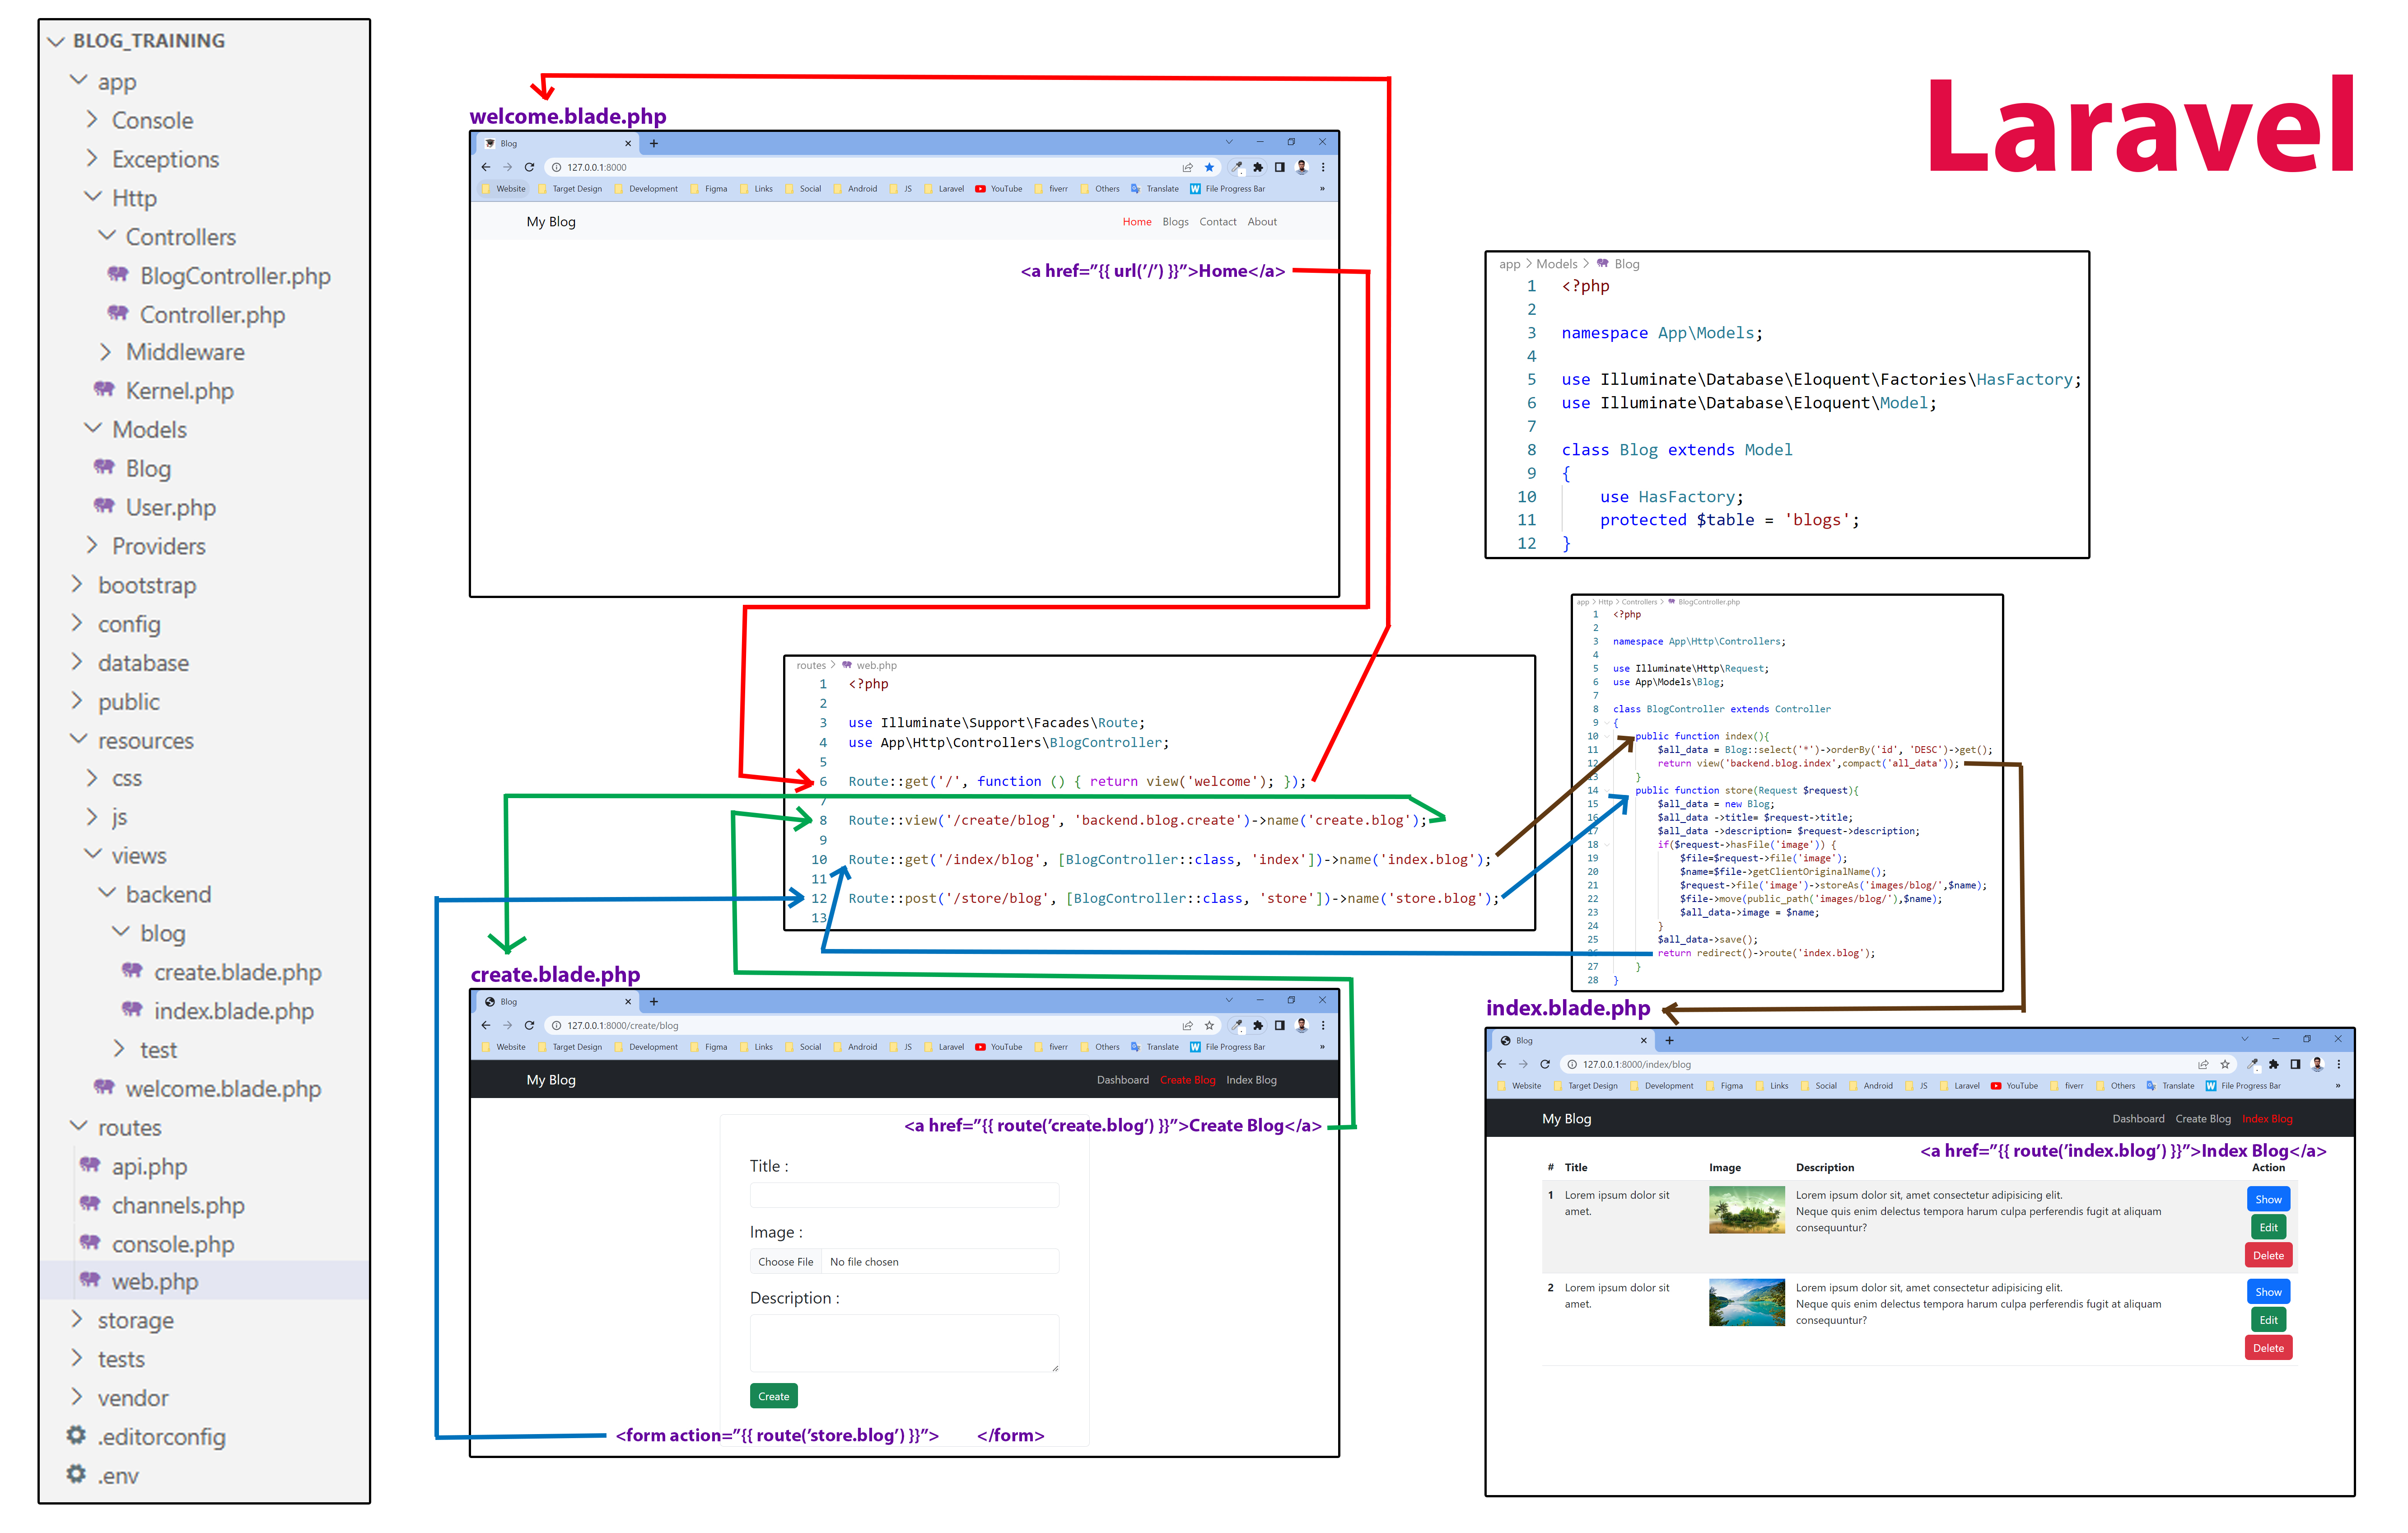 BLOG_TRAINING
app
Console
Exceptions
Http
Controllers
BlogController.php
Controller.php
Middleware
Kernel.php
Models
Blog
User.php
Providers
bootstrap
config
database
public
resources
css
js
views
backend
blog
create.blade.php
index.blade.php
test
welcome.blade.php
routes
api.php
channels.php
console.php
web.php
storage
tests
vendor
.editorconfig
.env
Laravel
welcome.blade.php
Blog
127.0.0.1:8000
Website Target Design Development Figma Links Social Android JS Laravel YouTube fiverr Others Translate File Progress Bar »
My Blog Home Blogs Contact About
<a href="{{ url('/') }}">Home</a>
app > Models > Blog
1 <?php
2
3 namespace App\Models;
4
5 use Illuminate\Database\Eloquent\Factories\HasFactory;
6 use Illuminate\Database\Eloquent\Model;
7
8 class Blog extends Model
9 {
10 use HasFactory;
11 protected $table = 'blogs';
12 }
routes > web.php
1 <?php
2
3 use Illuminate\Support\Facades\Route;
4 use App\Http\Controllers\BlogController;
5
6 Route::get('/', function () { return view('welcome'); });
7
8 Route::view('/create/blog', 'backend.blog.create')->name('create.blog');
9
10 Route::get('/index/blog', [BlogController::class, 'index'])->name('index.blog');
11
12 Route::post('/store/blog', [BlogController::class, 'store'])->name('store.blog');
13
app > Http > Controllers > BlogController.php
1 <?php
2
3 namespace App\Http\Controllers;
4
5 use Illuminate\Http\Request;
6 use App\Models\Blog;
7
8 class BlogController extends Controller
9 {
10 public function index(){
11 $all_data = Blog::select('*')->orderBy('id', 'DESC')->get();
12 return view('backend.blog.index',compact('all_data'));
13 }
14 public function store(Request $request){
15 $all_data = new Blog;
16 $all_data ->title= $request->title;
17 $all_data ->description= $request->description;
18 if($request->hasFile('image')) {
19 $file=$request->file('image');
20 $name=$file->getClientOriginalName();
21 $request->file('image')->storeAs('images/blog/',$name);
22 $file->move(public_path('images/blog/'),$name);
23 $all_data->image = $name;
24 }
25 $all_data->save();
26 return redirect()->route('index.blog');
27 }
28 }
create.blade.php
Blog
127.0.0.1:8000/create/blog
Website Target Design Development Figma Links Social Android JS Laravel YouTube fiverr Others Translate File Progress Bar »
My Blog Dashboard Create Blog Index Blog
<a href="{{ route('create.blog') }}">Create Blog</a>
Title :
Image :
Choose File No file chosen
Description :
Create
<form action="{{ route('store.blog') }}"> </form>
index.blade.php
Blog
127.0.0.1:8000/index/blog
Website Target Design Development Figma Links Social Android JS Laravel YouTube fiverr Others Translate File Progress Bar »
My Blog Dashboard Create Blog Index Blog
<a href="{{ route('index.blog') }}">Index Blog</a>
# Title Image Description Action
1 Lorem ipsum dolor sit
amet.
Lorem ipsum dolor sit, amet consectetur adipisicing elit.
Neque quis enim delectus tempora harum culpa perferendis fugit at aliquam
consequuntur?
Show
Edit
Delete
2 Lorem ipsum dolor sit
amet.
Lorem ipsum dolor sit, amet consectetur adipisicing elit.
Neque quis enim delectus tempora harum culpa perferendis fugit at aliquam
consequuntur?
Show
Edit
Delete